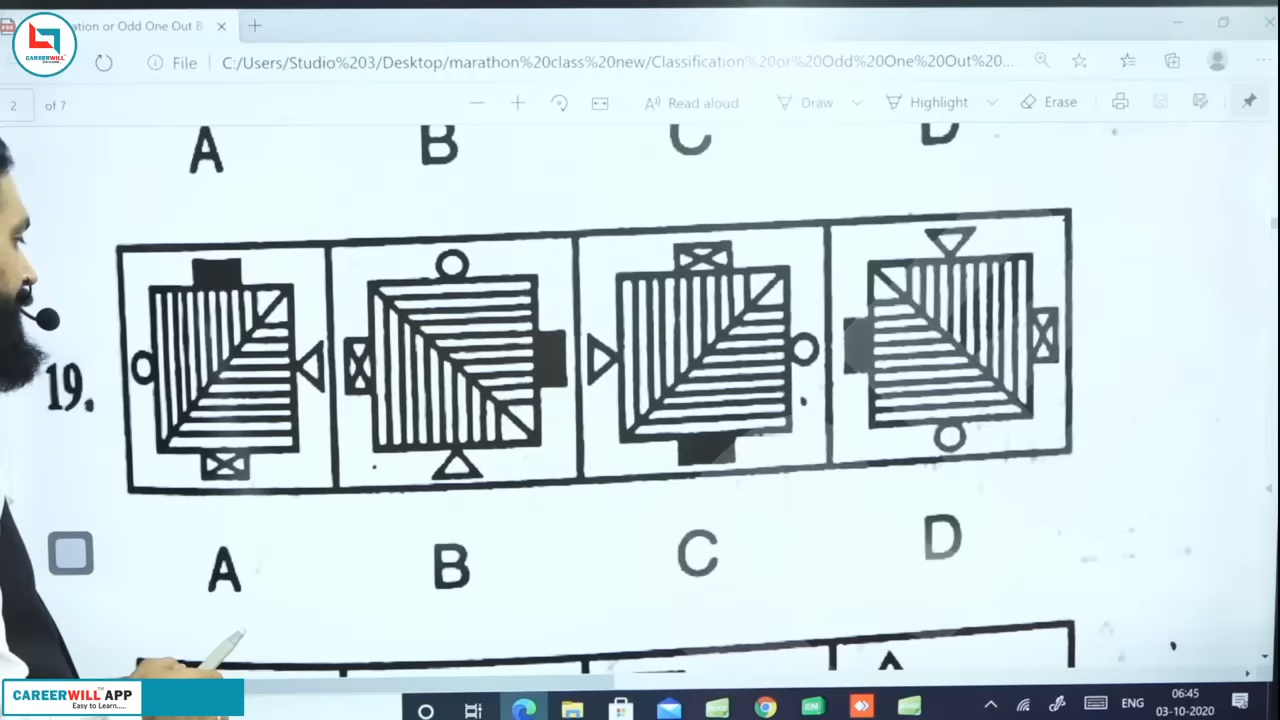 ation or Odd One Out B
CAREERWILL
File
C:/Users/Studio%203/Desktop/marathon%20class%20new/Classification%20or%20Odd%20One%20Out%20...
2 of 7
Read aloud
Draw
Highlight
Erase
A B C D
19.
A B C D
CAREERWILL APP
Easy to Learn.....
ENG
06:45
03-10-2020